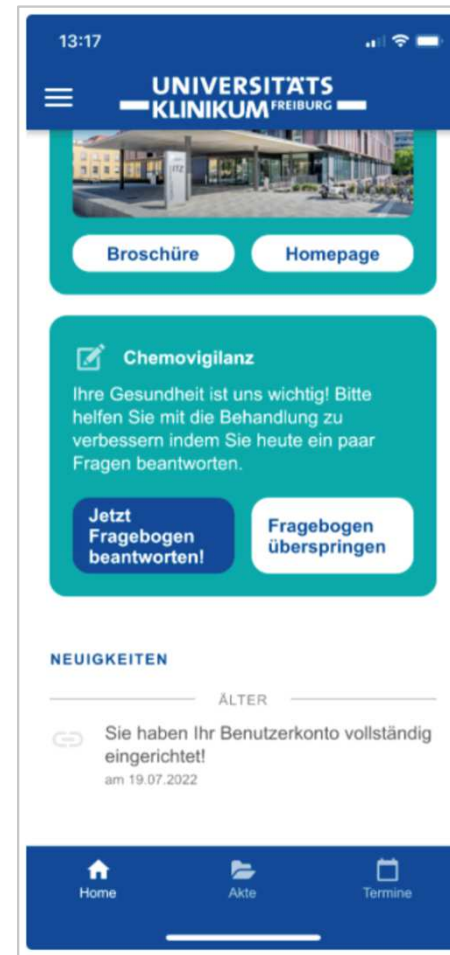 13:17
UNIVERSITÄTS
KLINIKUM FREIBURG
ITZ
Broschüre
Homepage
Chemovigilanz
Ihre Gesundheit ist uns wichtig! Bitte
helfen Sie mit die Behandlung zu
verbessern indem Sie heute ein paar
Fragen beantworten.
Jetzt
Fragebogen
beantworten!
Fragebogen
überspringen
NEUIGKEITEN
ÄLTER
Sie haben Ihr Benutzerkonto vollständig
eingerichtet!
am 19.07.2022
Home
Akte
Termine